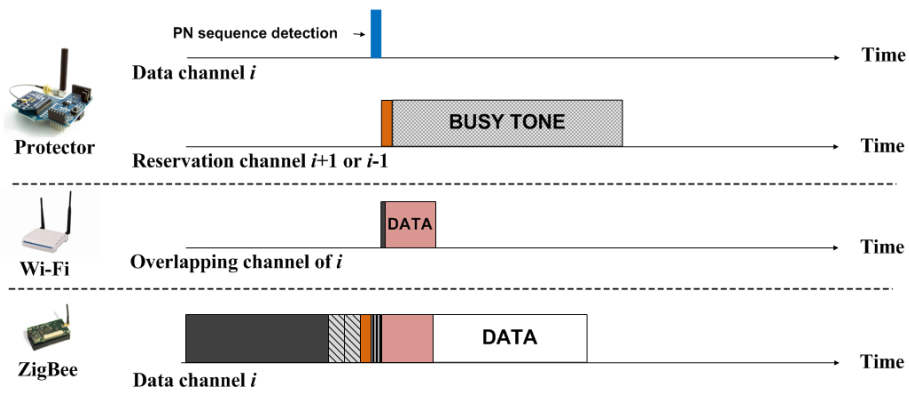 PN sequence detection
Time
Data channel i
BUSY TONE
Protector
Time
Reservation channel i+1 or i-1
DATA
Time
Wi-Fi
Overlapping channel of i
DATA
Time
ZigBee
Data channel i